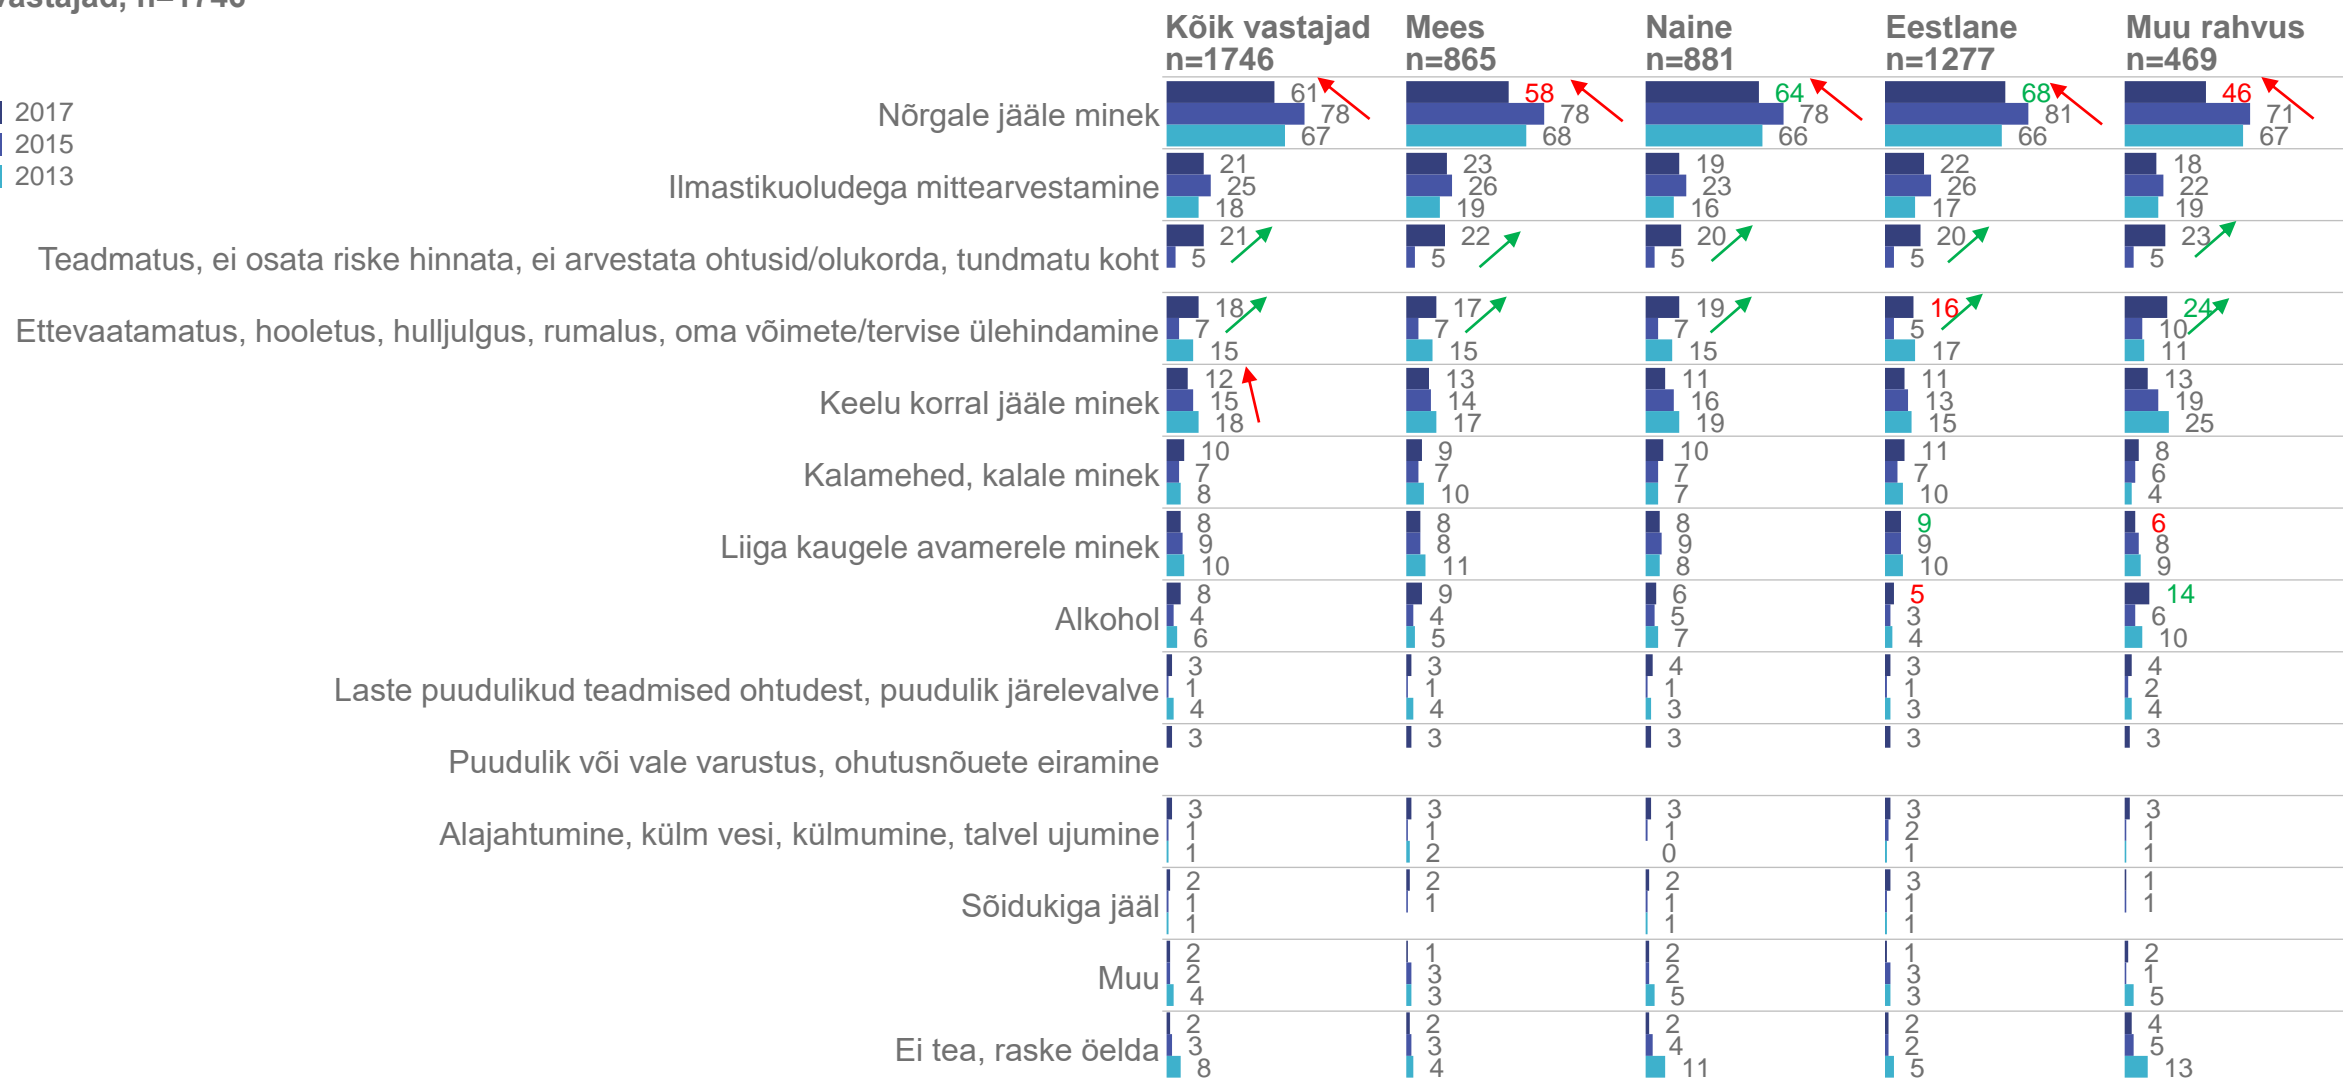 n=1746
Kõik vastajad Mees Naine Eestlane Muu rahvus
n=1746 n=865 n=881 n=1277 n=469
2017
2015
2013
Nõrgale jääle minek
61 58 64 68 46
78 78 78 81 71
67 68 66 66 67
Ilmastikuoludega mittearvestamine
21 23 19 22 18
25 26 23 26 22
18 19 16 17 19
Teadmatus, ei osata riske hinnata, ei arvestata ohtusid/olukorda, tundmatu koht
21 22 20 20 23
5 5 5 5 5
Ettevaatamatus, hooletus, hulljulgus, rumalus, oma võimete/tervise ülehindamine
18 17 19 16 24
7 7 7 5 10
15 15 15 17 11
Keelu korral jääle minek
12 13 11 11 13
15 14 16 13 19
18 17 19 15 25
Kalamehed, kalale minek
10 9 10 11 8
7 7 7 7 6
8 10 7 10 4
Liiga kaugele avamerele minek
8 8 8 9 6
9 8 9 9 8
10 11 8 10 9
Alkohol
8 9 6 5 14
4 4 5 3 6
6 5 7 4 10
Laste puudulikud teadmised ohtudest, puudulik järelevalve
3 3 4 3 4
1 1 1 1 2
4 4 3 3 4
Puudulik või vale varustus, ohutusnõuete eiramine
3 3 3 3 3
Alajahtumine, külm vesi, külmumine, talvel ujumine
3 3 3 3 3
1 1 1 2 1
1 2 0 1 1
Sõidukiga jääl
2 2 2 3 1
1 1 1 1 1
1 1 1
Muu
2 1 2 1 2
2 3 2 3 1
4 3 5 3 5
Ei tea, raske öelda
2 2 2 2 4
3 3 4 2 5
8 4 11 5 13